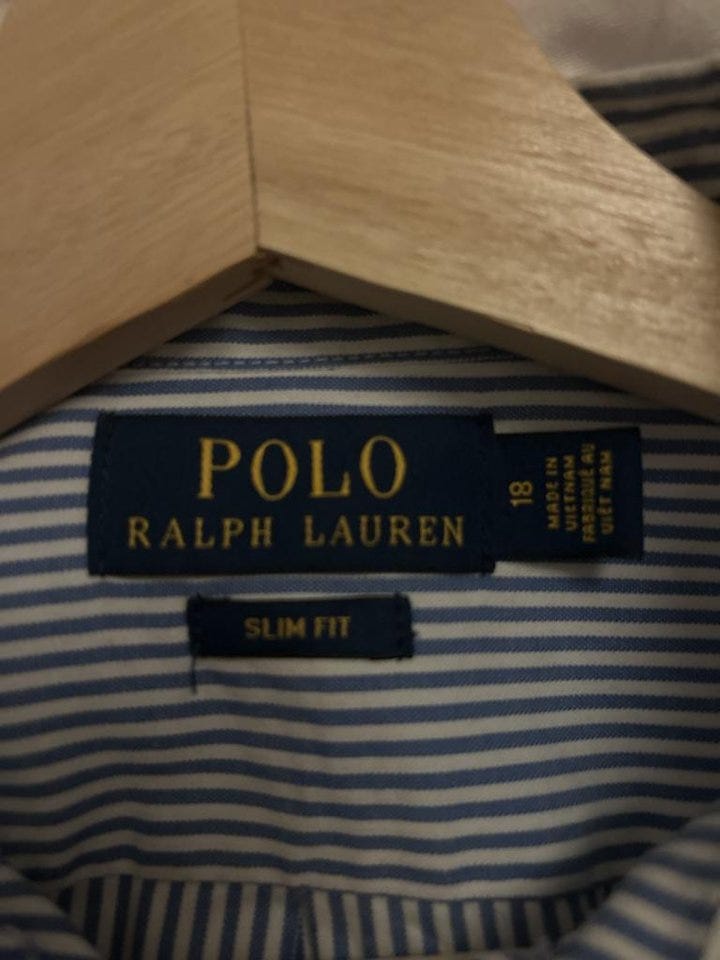 POLO
RALPH LAUREN
18
MADE IN
VIETNAM
FABRIQUÉ AU
VIET NAM
SLIM FIT